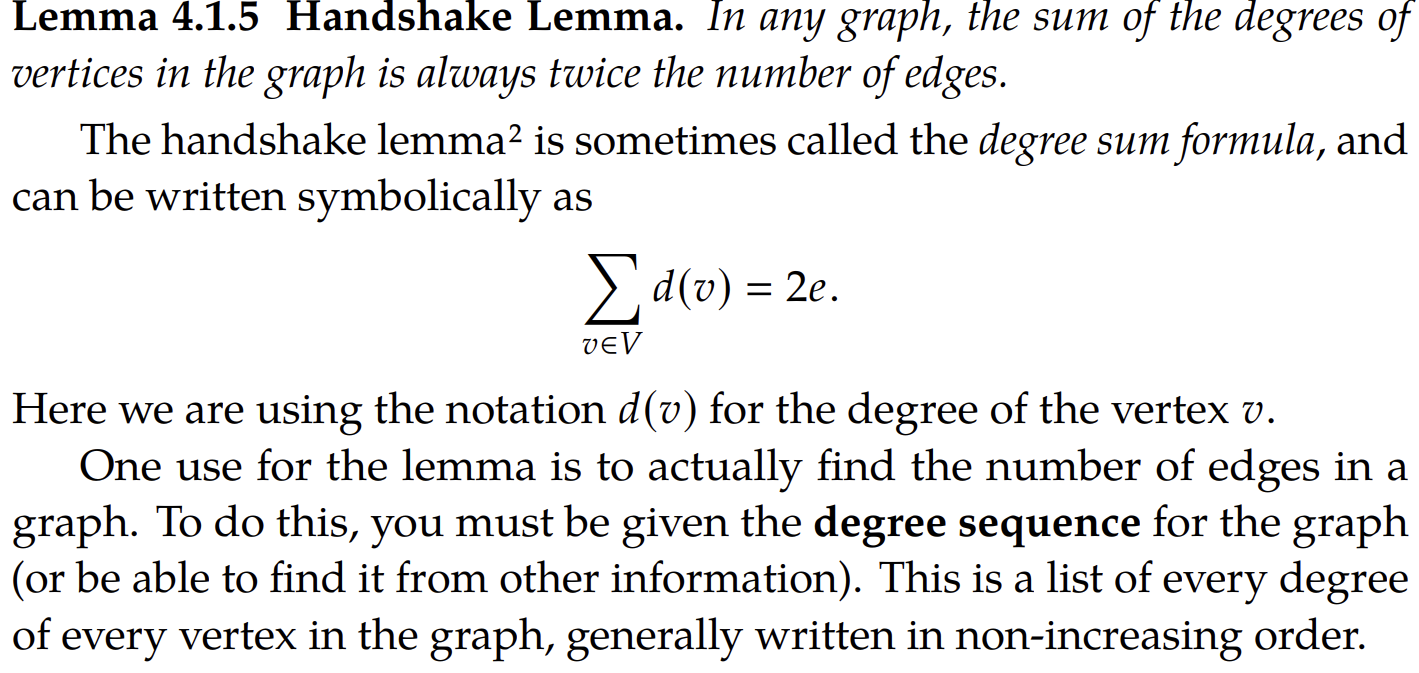 Lemma 4.1.5 Handshake Lemma. In any graph, the sum of the degrees of
vertices in the graph is always twice the number of edges.
The handshake lemma² is sometimes called the degree sum formula, and
can be written symbolically as
∑ d(v) = 2e.
v∈V
Here we are using the notation d(v) for the degree of the vertex v.
One use for the lemma is to actually find the number of edges in a
graph. To do this, you must be given the degree sequence for the graph
(or be able to find it from other information). This is a list of every degree
of every vertex in the graph, generally written in non-increasing order.